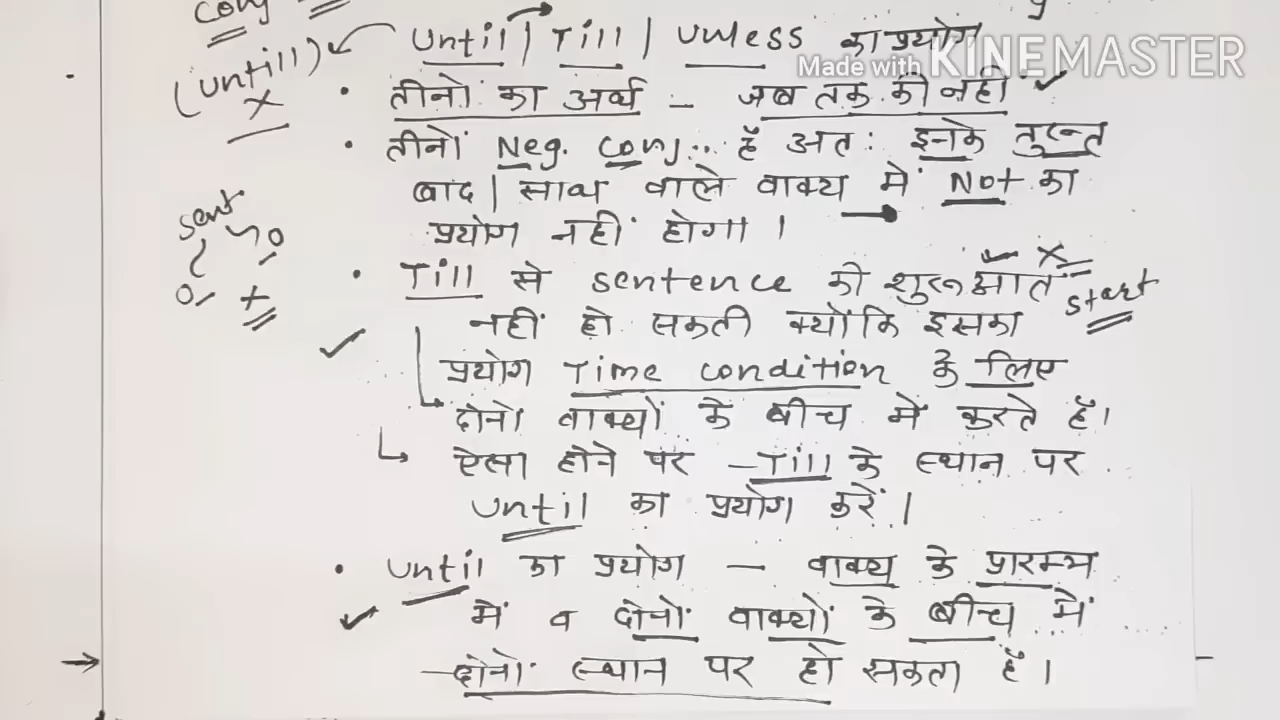 conj
(untill) Until | Till | Unless का प्रयोग
Made with KINEMASTER
X • तीनों का अर्थ – जब तक की नहीं
• तीनों Neg. Conj.. हैं अतः इनके तुरन्त
बाद | साथ वाले वाक्य में Not का
sent
प्रयोग नहीं होगा ।
• Till से sentence की शुरूआत X
start
नहीं हो सकती क्योंकि इसका
प्रयोग Time condition के लिए
दोनो वाक्यों के बीच में करते हैं।
ऐसा होने पर – Till के स्थान पर
until का प्रयोग करें ।
• Until का प्रयोग – वाक्य के प्रारम्भ
में व दोनों वाक्यों के बीच में
दोनो स्थान पर हो सकता है ।